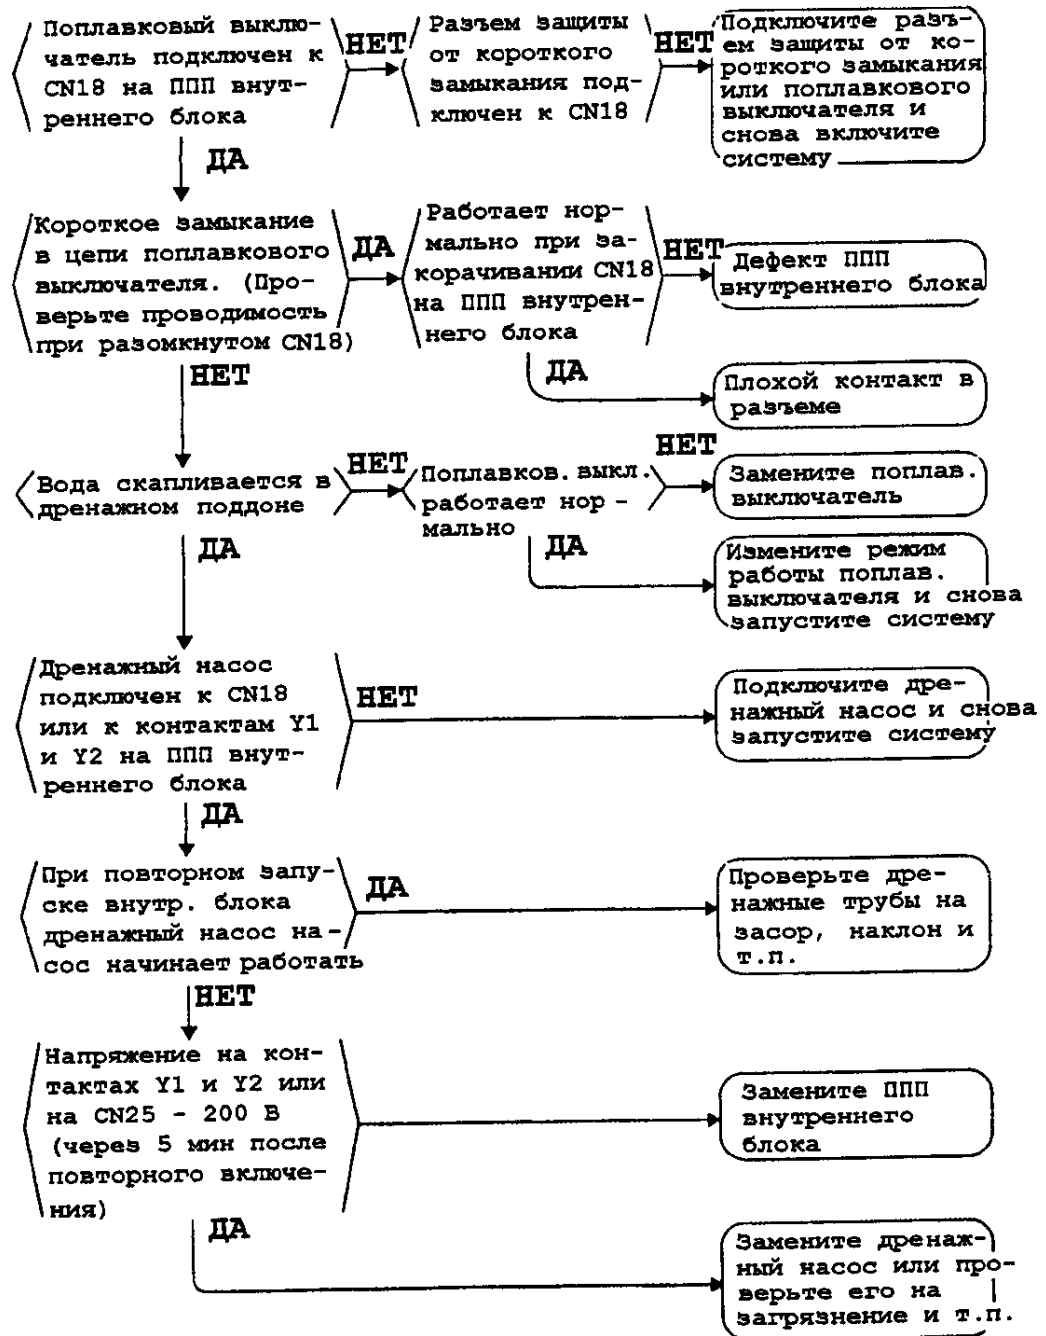 Поплавковый выклю-
чатель подключен к
CN18 на ППП внут-
реннего блока
НЕТ
Разъем защиты
от короткого
замыкания под-
ключен к CN18
НЕТ
Подключите разъ-
ем защиты от ко-
роткого замыкания
или поплавкового
выключателя и
снова включите
систему
ДА
Короткое замыкание
в цепи поплавкового
выключателя. (Про-
верьте проводимость
при разомкнутом CN18)
ДА
Работает нор-
мально при за-
корачивании CN18
на ППП внутрен-
него блока
НЕТ
Дефект ППП
внутреннего блока
ДА
Плохой контакт в
разъеме
НЕТ
Вода скапливается в
дренажном поддоне
НЕТ
Поплавков. выкл.
работает нор-
мально
НЕТ
Замените поплав.
выключатель
ДА
Измените режим
работы поплав.
выключателя и снова
запустите систему
ДА
Дренажный насос
подключен к CN18
или к контактам Y1
и Y2 на ППП внут-
реннего блока
НЕТ
Подключите дре-
нажный насос и снова
запустите систему
ДА
При повторном запу-
ске внутр. блока
дренажный насос на-
сос начинает работать
ДА
Проверьте дре-
нажные трубы на
засор, наклон и
т.п.
НЕТ
Напряжение на кон-
тактах Y1 и Y2 или
на CN25 - 200 В
(через 5 мин после
повторного включе-
ния)
Замените ППП
внутреннего
блока
ДА
Замените дренаж-
ный насос или про-
верьте его на
загрязнение и т.п.